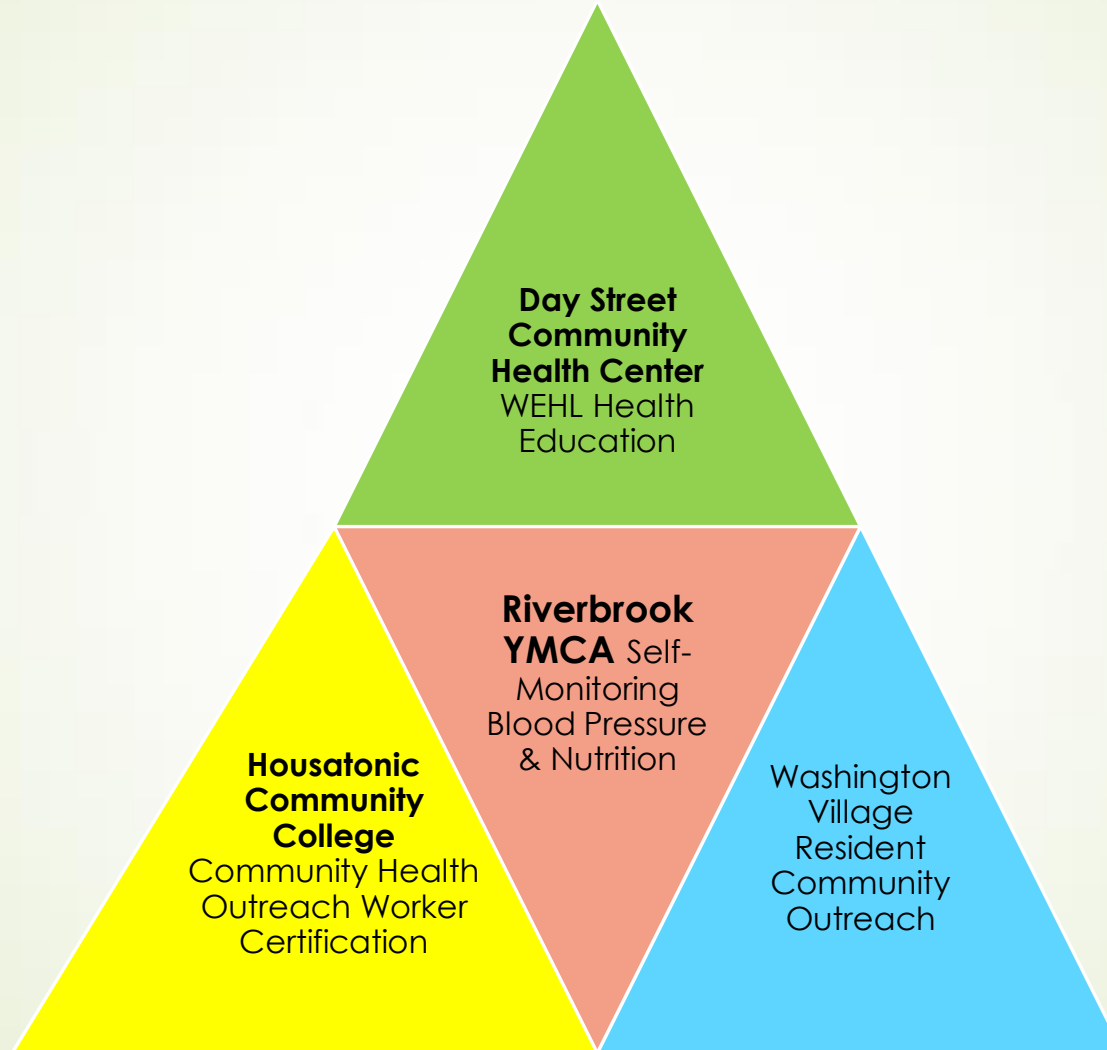 Day Street
Community
Health Center
WEHL Health
Education
Riverbrook
YMCA Self-
Monitoring
Blood Pressure
& Nutrition
Housatonic
Community
College
Community Health
Outreach Worker
Certification
Washington
Village
Resident
Community
Outreach